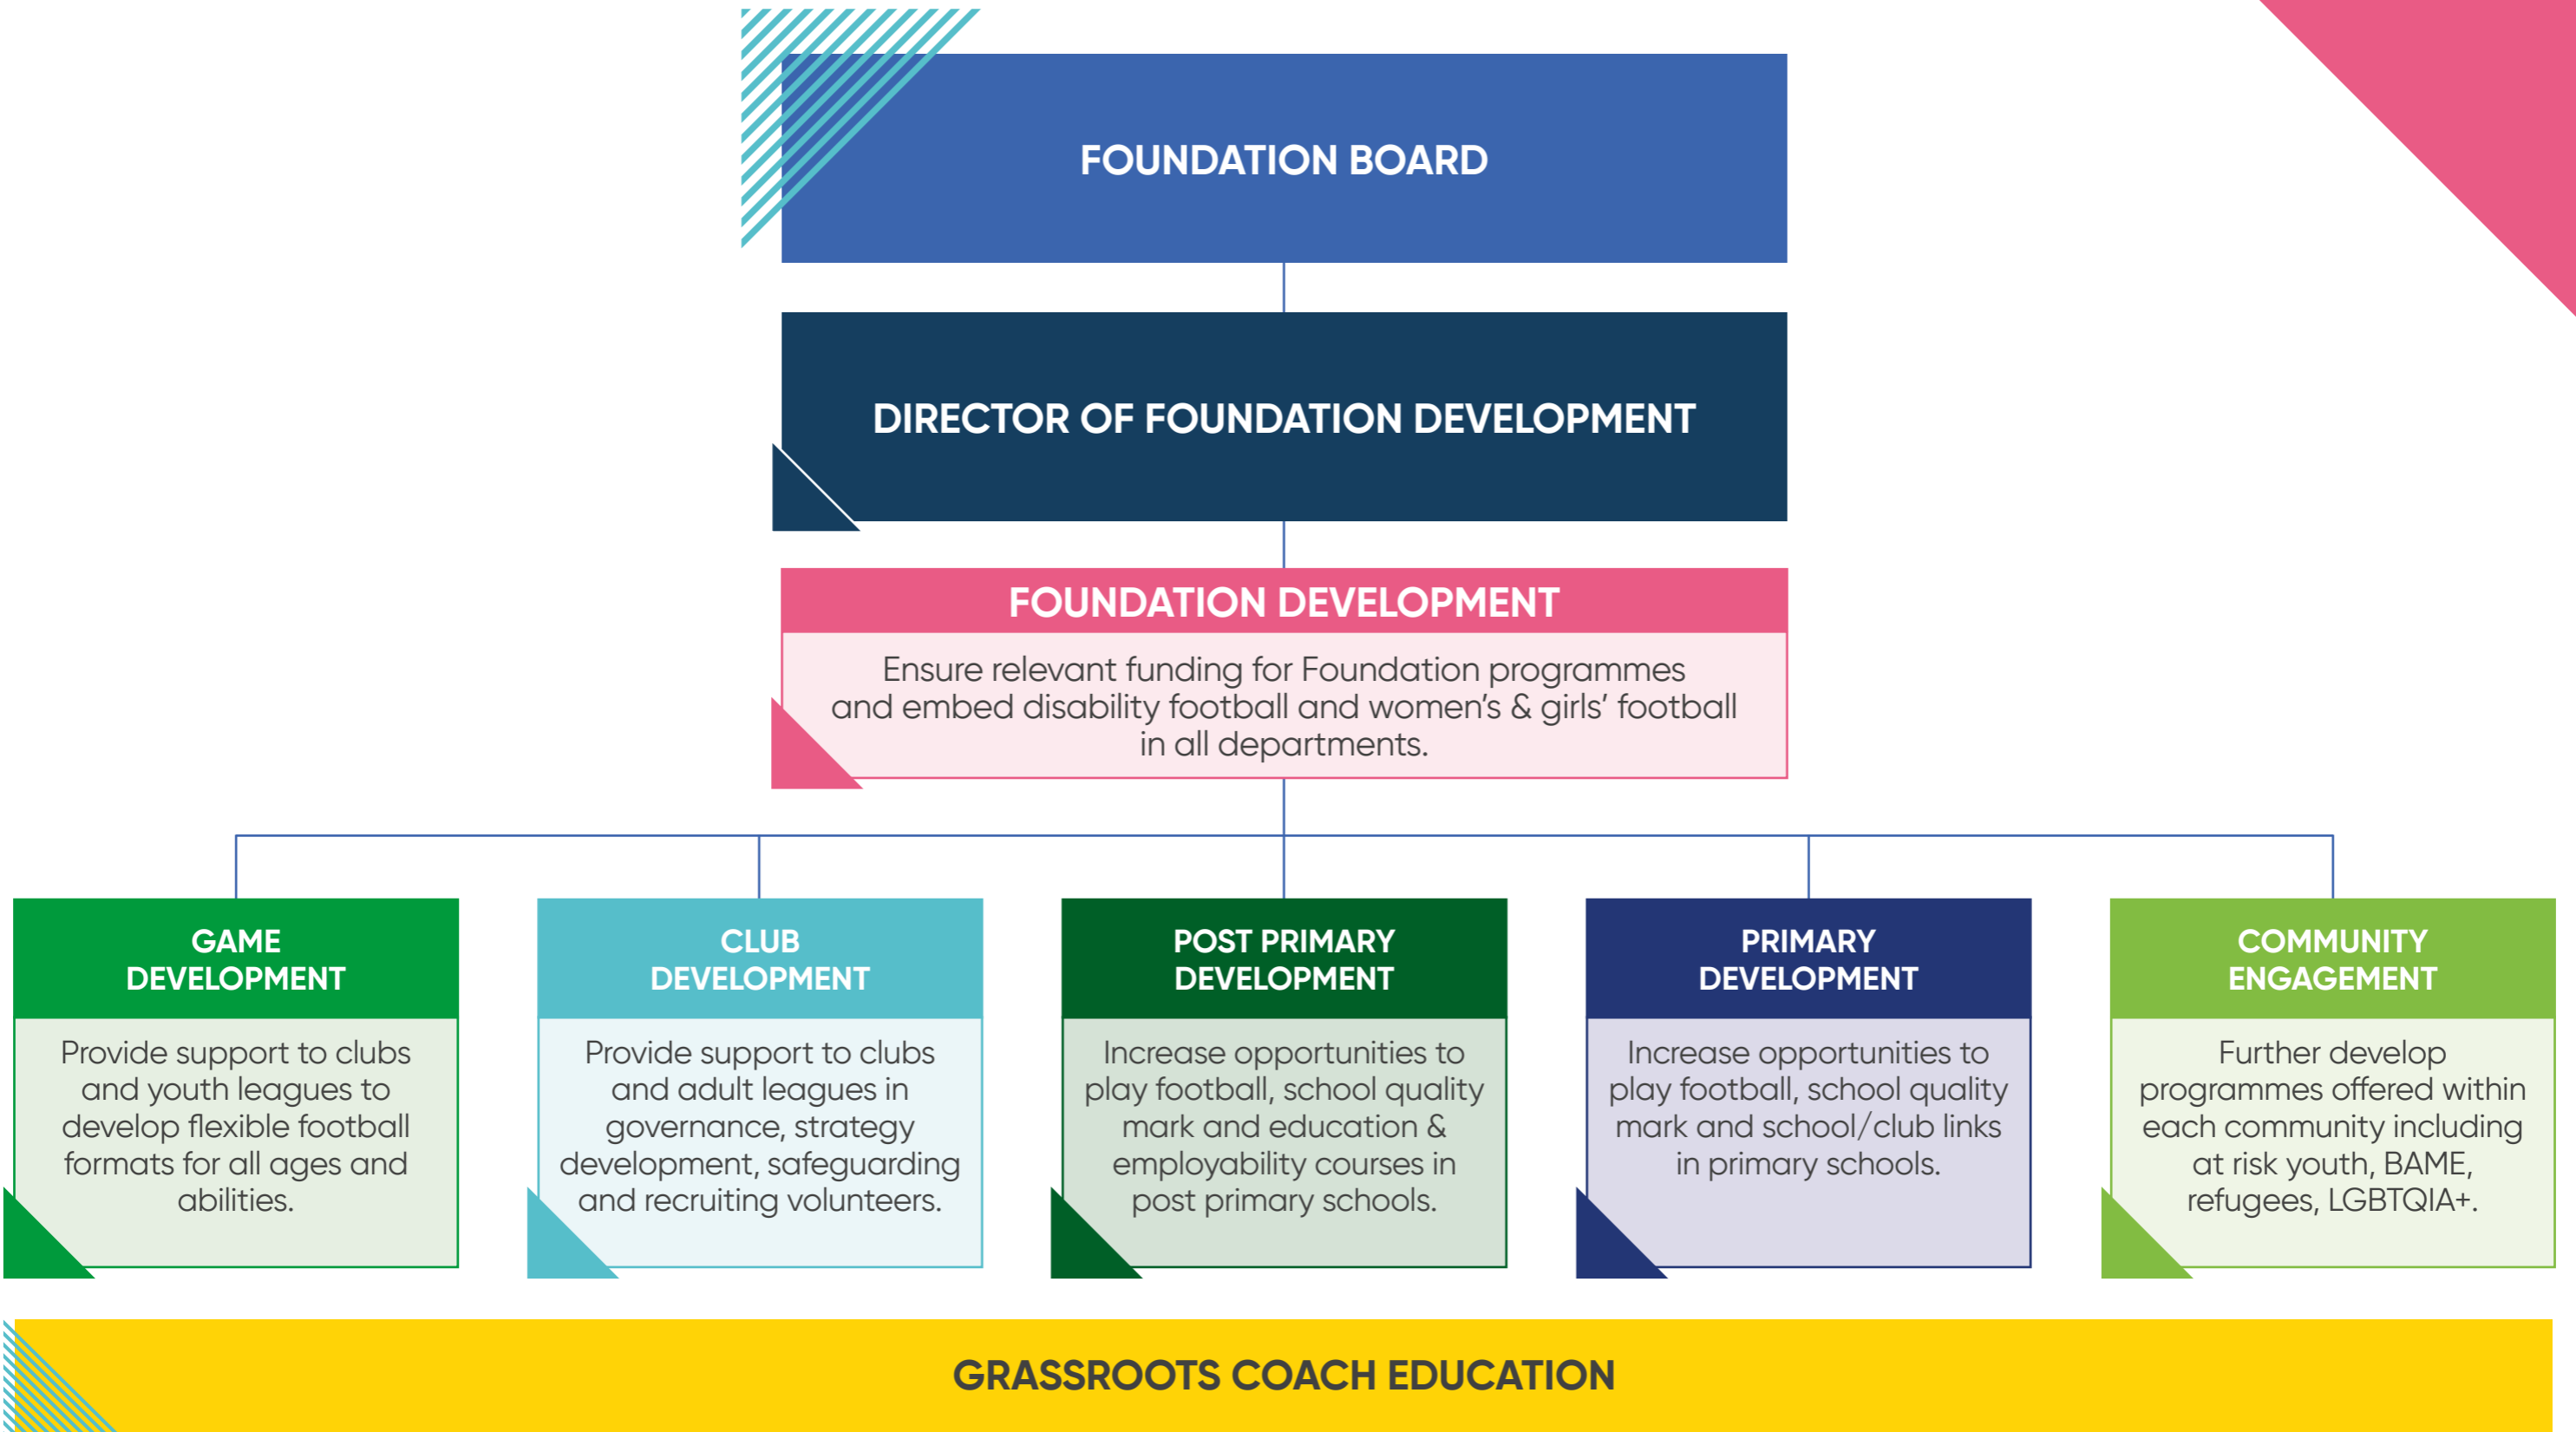 FOUNDATION BOARD
DIRECTOR OF FOUNDATION DEVELOPMENT
FOUNDATION DEVELOPMENT
Ensure relevant funding for Foundation programmes
and embed disability football and women's & girls' football
in all departments.
GAME
DEVELOPMENT
Provide support to clubs
and youth leagues to
develop flexible football
formats for all ages and
abilities.
CLUB
DEVELOPMENT
Provide support to clubs
and adult leagues in
governance, strategy
development, safeguarding
and recruiting volunteers.
POST PRIMARY
DEVELOPMENT
Increase opportunities to
play football, school quality
mark and education &
employability courses in
post primary schools.
PRIMARY
DEVELOPMENT
Increase opportunities to
play football, school quality
mark and school/club links
in primary schools.
COMMUNITY
ENGAGEMENT
Further develop
programmes offered within
each community including
at risk youth, BAME,
refugees, LGBTQIA+.
GRASSROOTS COACH EDUCATION